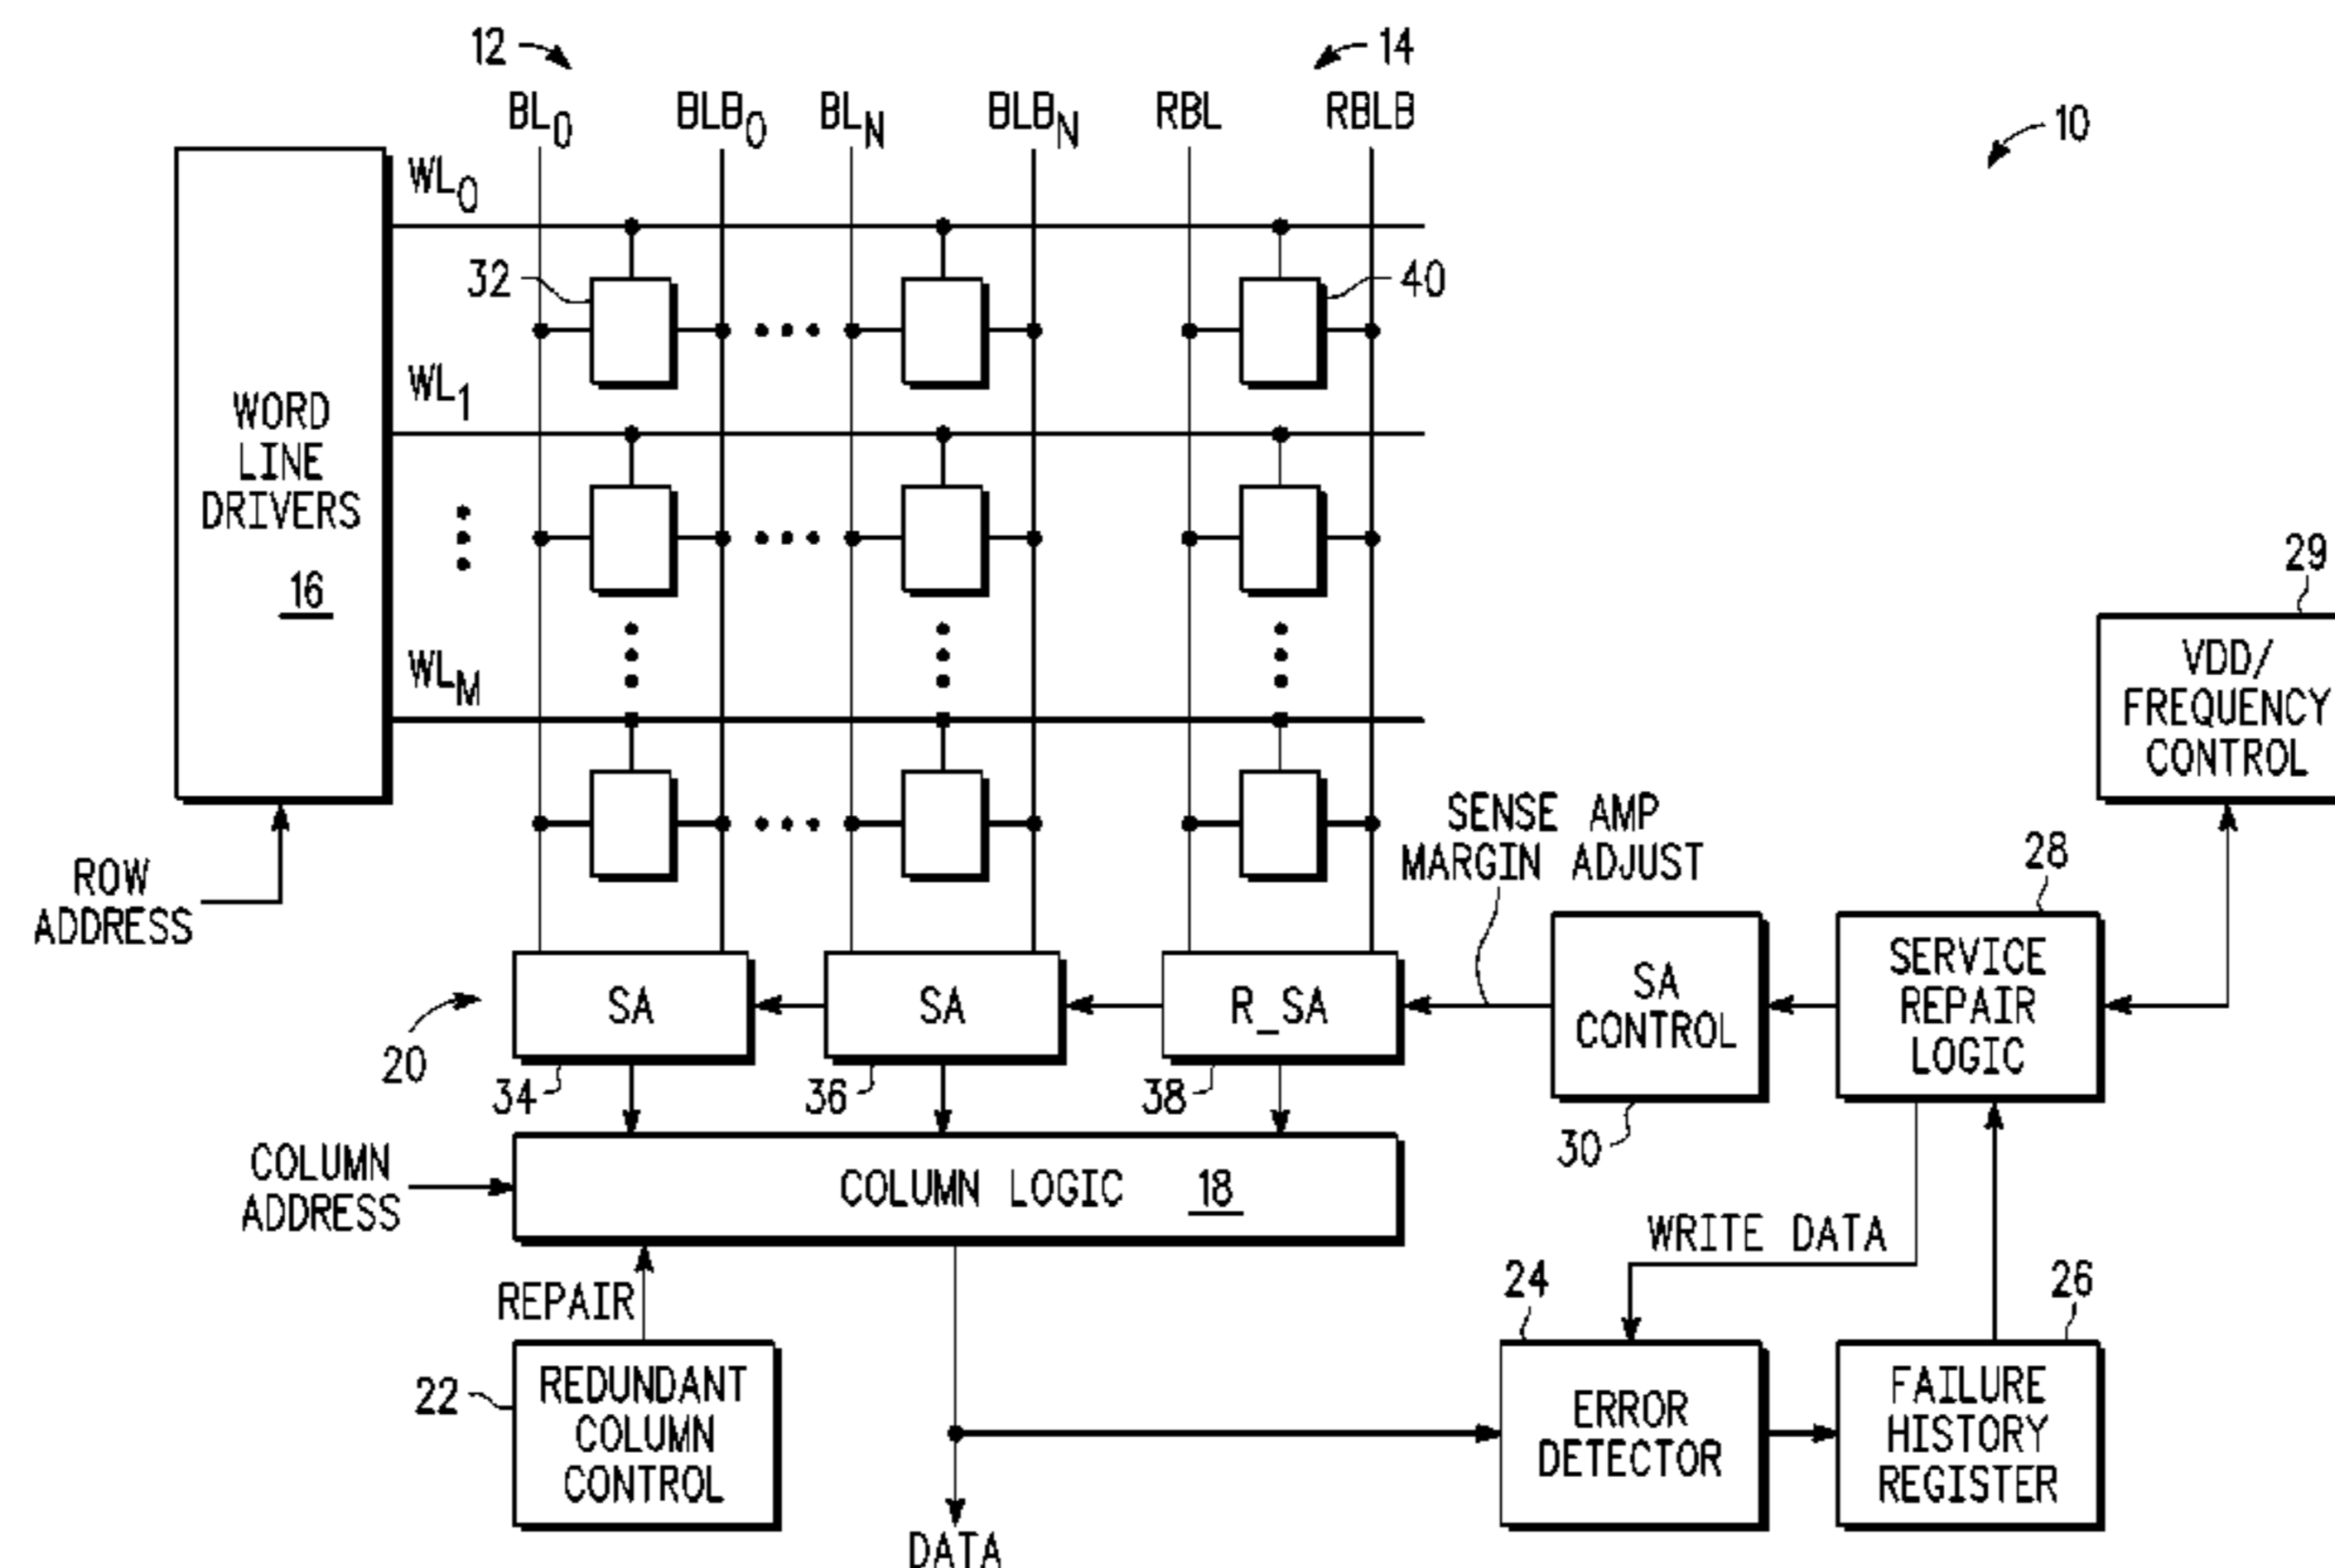 12
14
BL0
BLB0
BLN
BLBN
RBL
RBLB
10
WL0
32
40
WL1
WORD
LINE
DRIVERS
16
29
WLM
VDD/
FREQUENCY
CONTROL
SENSE AMP
MARGIN ADJUST
28
ROW
ADDRESS
SA
SA
R_SA
SA
CONTROL
SERVICE
REPAIR
LOGIC
20
34
36
38
30
COLUMN
ADDRESS
COLUMN LOGIC 18
WRITE DATA
REPAIR
24
26
22
REDUNDANT
COLUMN
CONTROL
ERROR
DETECTOR
FAILURE
HISTORY
REGISTER
DATA